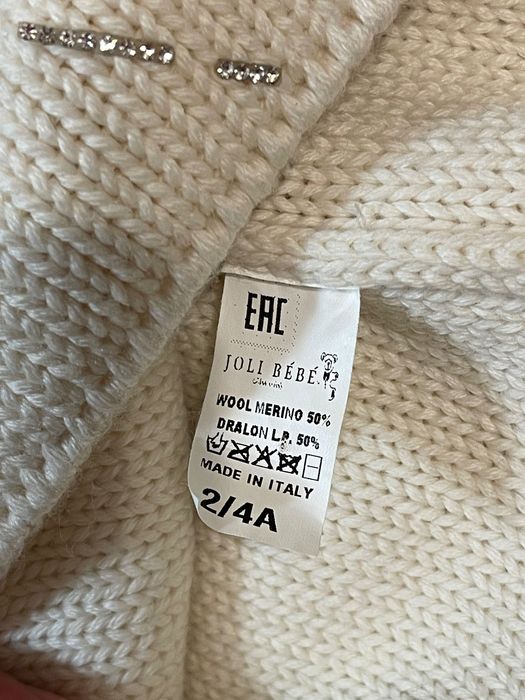 EAC
JOLI BÉBÉ
WOOL MERINO 50%
DRALON L.P. 50%
MADE IN ITALY
2/4A